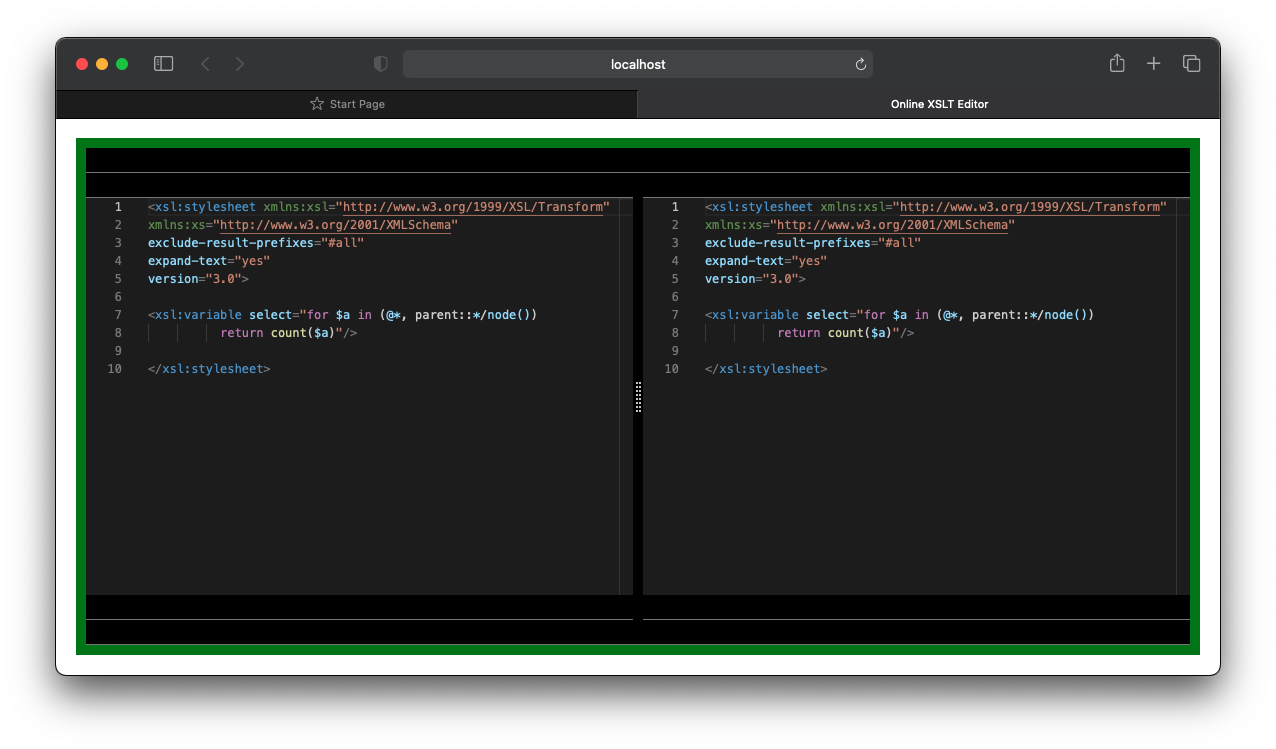 localhost
Start Page
Online XSLT Editor
1 <xsl:stylesheet xmlns:xsl="http://www.w3.org/1999/XSL/Transform"
2 xmlns:xs="http://www.w3.org/2001/XMLSchema"
3 exclude-result-prefixes="#all"
4 expand-text="yes"
5 version="3.0">
6
7 <xsl:variable select="for $a in (@*, parent::*/node())
8 return count($a)"/>
9
10 </xsl:stylesheet>
1 <xsl:stylesheet xmlns:xsl="http://www.w3.org/1999/XSL/Transform"
2 xmlns:xs="http://www.w3.org/2001/XMLSchema"
3 exclude-result-prefixes="#all"
4 expand-text="yes"
5 version="3.0">
6
7 <xsl:variable select="for $a in (@*, parent::*/node())
8 return count($a)"/>
9
10 </xsl:stylesheet>